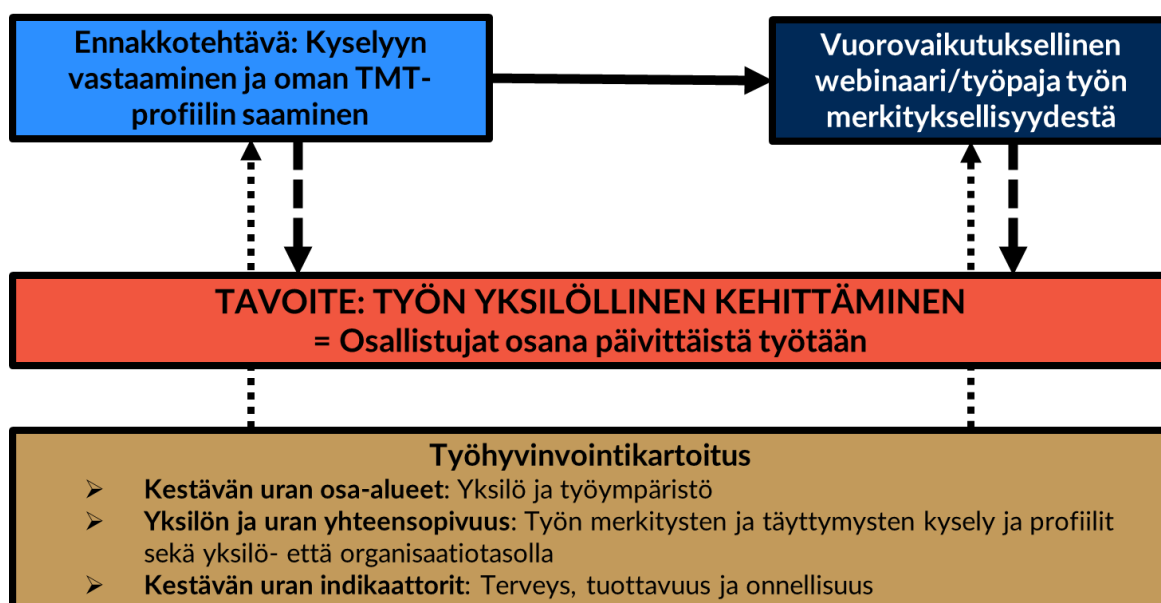 Ennakkotehtävä: Kyselyyn
vastaaminen ja oman TMT-
profiilin saaminen
Vuorovaikutuksellinen
webinaari/työpaja työn
merkityksellisyydestä
TAVOITE: TYÖN YKSILÖLLINEN KEHITTÄMINEN
= Osallistujat osana päivittäistä työtään
Työhyvinvointikartoitus
➢ Kestävän uran osa-alueet: Yksilö ja työympäristö
➢ Yksilön ja uran yhteensopivuus: Työn merkitysten ja täyttymysten kysely ja profiilit
sekä yksilö- että organisaatiotasolla
➢ Kestävän uran indikaattorit: Terveys, tuottavuus ja onnellisuus